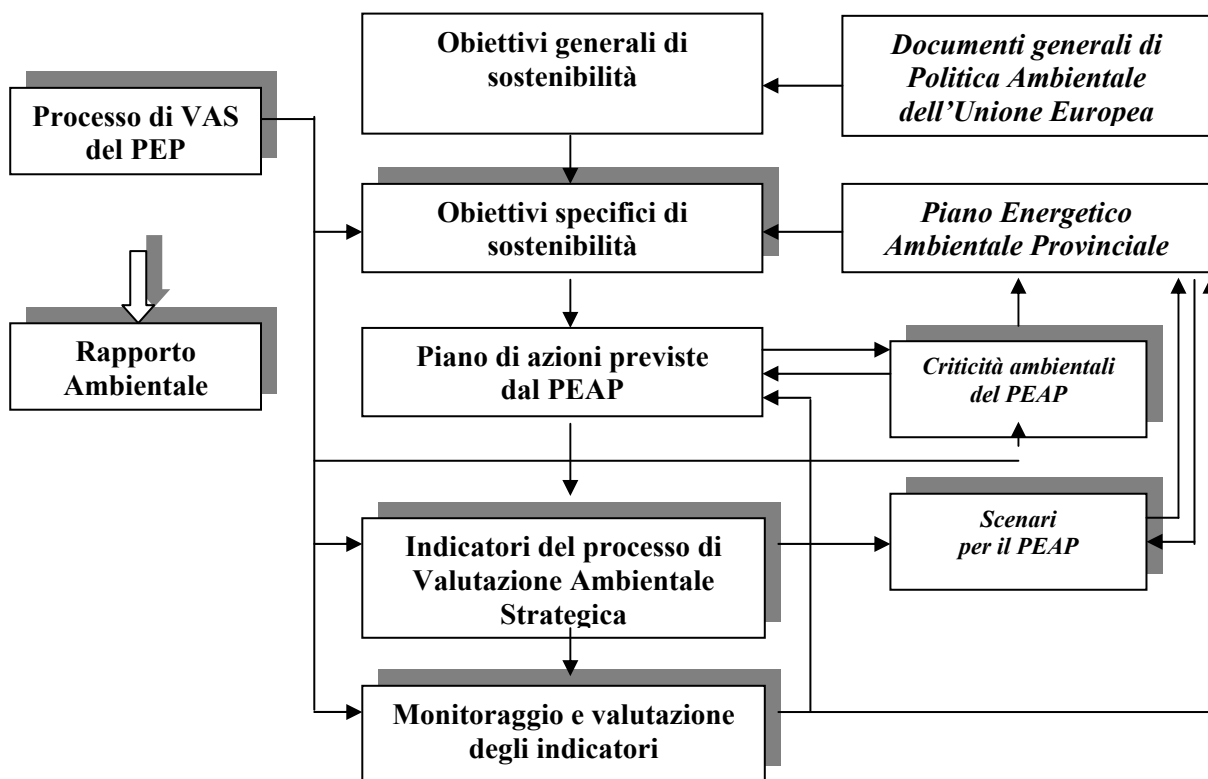 Obiettivi generali di
sostenibilità
Documenti generali di
Politica Ambientale
dell’Unione Europea
Processo di VAS
del PEP
Obiettivi specifici di
sostenibilità
Piano Energetico
Ambientale Provinciale
Rapporto
Ambientale
Piano di azioni previste
dal PEAP
Criticità ambientali
del PEAP
Indicatori del processo di
Valutazione Ambientale
Strategica
Scenari
per il PEAP
Monitoraggio e valutazione
degli indicatori